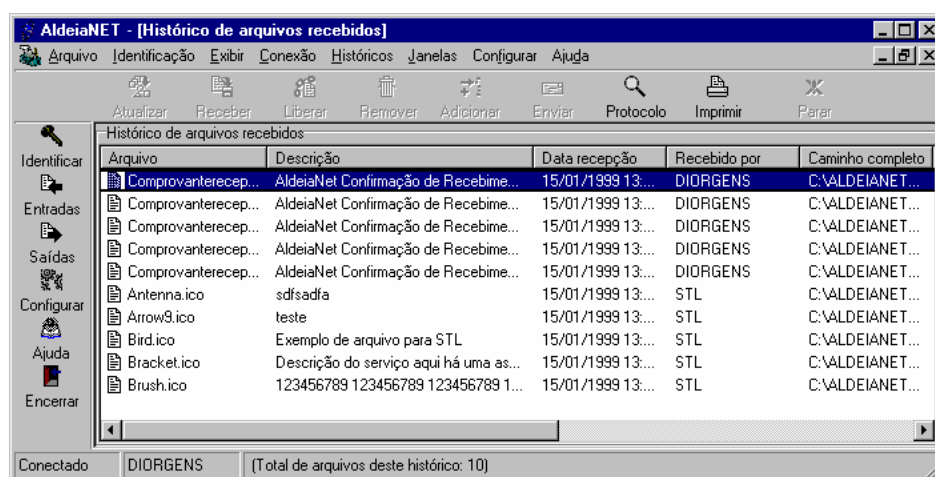 AldeiaNET - [Histórico de arquivos recebidos]
Arquivo Identificação Exibir Conexão Históricos Janelas Configurar Ajuda
Atualizar Receber Liberar Remover Adicionar Enviar Protocolo Imprimir Parar
Identificar
Entradas
Saídas
Configurar
Ajuda
Encerrar
Histórico de arquivos recebidos
Arquivo Descrição Data recepção Recebido por Caminho completo
Comprovanterecep... AldeiaNet Confirmação de Recebime... 15/01/1999 13:... DIORGENS C:\ALDEIANET...
Comprovanterecep... AldeiaNet Confirmação de Recebime... 15/01/1999 13:... DIORGENS C:\ALDEIANET...
Comprovanterecep... AldeiaNet Confirmação de Recebime... 15/01/1999 13:... DIORGENS C:\ALDEIANET...
Comprovanterecep... AldeiaNet Confirmação de Recebime... 15/01/1999 13:... DIORGENS C:\ALDEIANET...
Comprovanterecep... AldeiaNet Confirmação de Recebime... 15/01/1999 13:... DIORGENS C:\ALDEIANET...
Antenna.ico sdfsadfa 15/01/1999 13:... STL C:\ALDEIANET...
Arrow9.ico teste 15/01/1999 13:... STL C:\ALDEIANET...
Bird.ico Exemplo de arquivo para STL 15/01/1999 13:... STL C:\ALDEIANET...
Bracket.ico Descrição do serviço aqui há uma as... 15/01/1999 13:... STL C:\ALDEIANET...
Brush.ico 123456789 123456789 123456789 1... 15/01/1999 13:... STL C:\ALDEIANET...
Conectado DIORGENS (Total de arquivos deste histórico: 10)